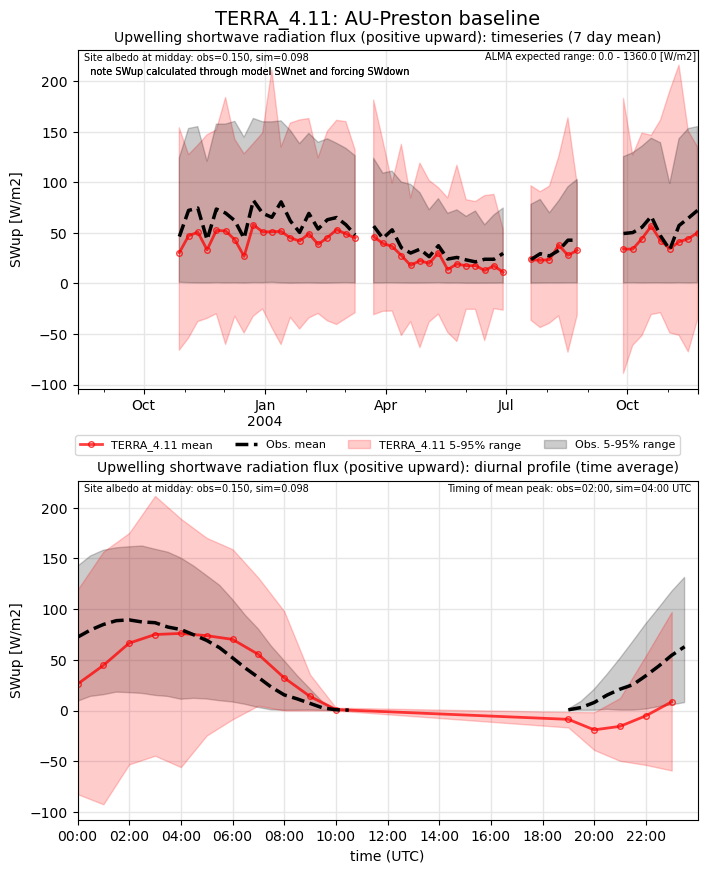 TERRA_4.11: AU-Preston baseline
Upwelling shortwave radiation flux (positive upward): timeseries (7 day mean)
Site albedo at midday: obs=0.150, sim=0.098
ALMA expected range: 0.0 - 1360.0 [W/m2]
note SWup calculated through model SWnet and forcing SWdown
SWup [W/m2]
200
150
100
50
0
−50
−100
Oct
Jan
2004
Apr
Jul
Oct
TERRA_4.11 mean
Obs. mean
TERRA_4.11 5-95% range
Obs. 5-95% range
Upwelling shortwave radiation flux (positive upward): diurnal profile (time average)
Site albedo at midday: obs=0.150, sim=0.098
Timing of mean peak: obs=02:00, sim=04:00 UTC
SWup [W/m2]
200
150
100
50
0
−50
−100
00:00
02:00
04:00
06:00
08:00
10:00
12:00
14:00
16:00
18:00
20:00
22:00
time (UTC)